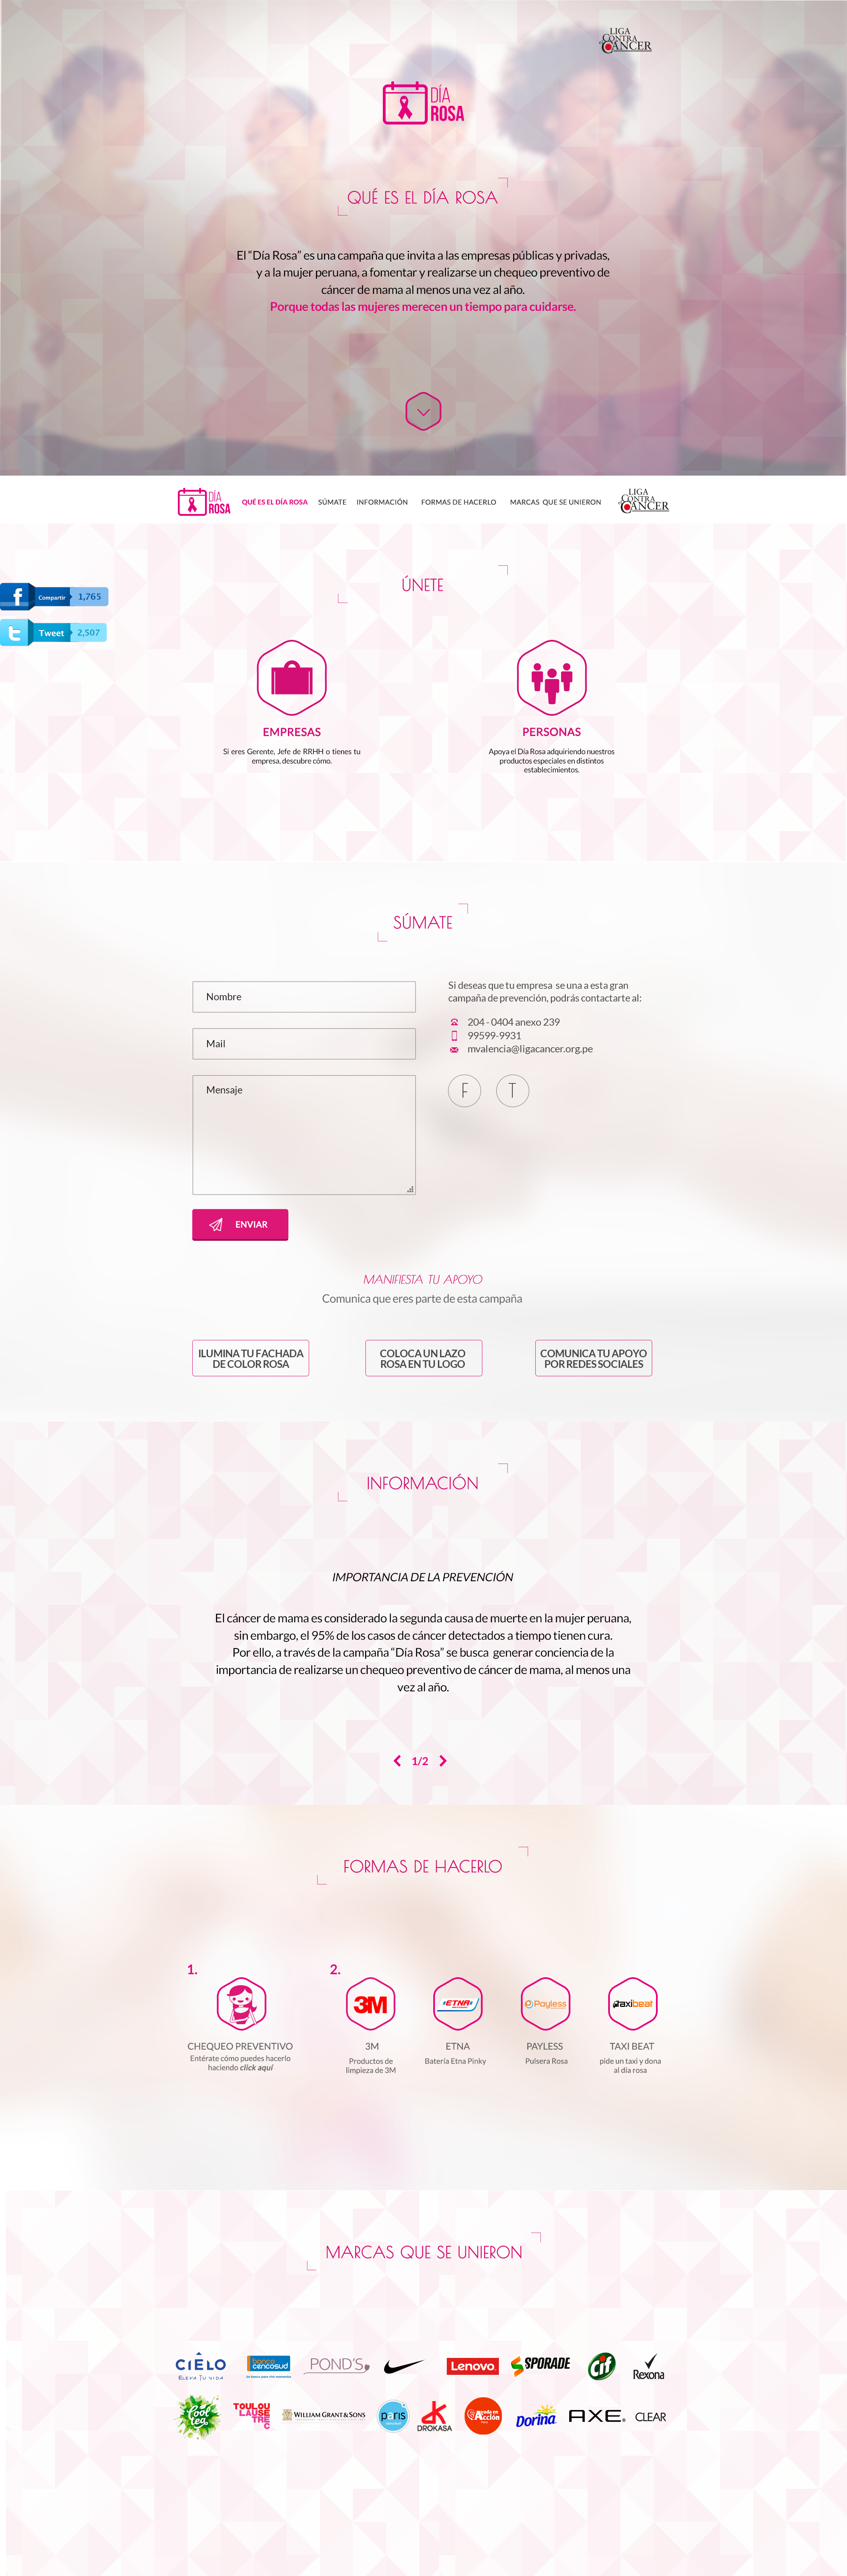 LIGA
CONTRA
EL CÁNCER
DÍA
ROSA
QUÉ ES EL DÍA ROSA
El “Día Rosa” es una campaña que invita a las empresas públicas y privadas,
y a la mujer peruana, a fomentar y realizarse un chequeo preventivo de
cáncer de mama al menos una vez al año.
Porque todas las mujeres merecen un tiempo para cuidarse.
DÍA
ROSA
QUÉ ES EL DÍA ROSA SÚMATE INFORMACIÓN FORMAS DE HACERLO MARCAS QUE SE UNIERON
LIGA
CONTRA
EL CÁNCER
ÚNETE
f Compartir 1,765
t Tweet 2,507
EMPRESAS
Si eres Gerente, Jefe de RRHH o tienes tu
empresa, descubre cómo.
PERSONAS
Apoya el Día Rosa adquiriendo nuestros
productos especiales en distintos
establecimientos.
SÚMATE
Nombre
Mail
Mensaje
ENVIAR
Si deseas que tu empresa se una a esta gran
campaña de prevención, podrás contactarte al:
204 - 0404 anexo 239
99599-9931
mvalencia@ligacancer.org.pe
F T
MANIFIESTA TU APOYO
Comunica que eres parte de esta campaña
ILUMINA TU FACHADA
DE COLOR ROSA
COLOCA UN LAZO
ROSA EN TU LOGO
COMUNICA TU APOYO
POR REDES SOCIALES
INFORMACIÓN
IMPORTANCIA DE LA PREVENCIÓN
El cáncer de mama es considerado la segunda causa de muerte en la mujer peruana,
sin embargo, el 95% de los casos de cáncer detectados a tiempo tienen cura.
Por ello, a través de la campaña “Día Rosa” se busca generar conciencia de la
importancia de realizarse un chequeo preventivo de cáncer de mama, al menos una
vez al año.
1/2
FORMAS DE HACERLO
1.
CHEQUEO PREVENTIVO
Entérate cómo puedes hacerlo
haciendo click aquí
2.
3M
3M
Productos de
limpieza de 3M
ETNA
ETNA
Batería Etna Pinky
Payless
PAYLESS
Pulsera Rosa
taxibeat
TAXI BEAT
pide un taxi y dona
al día rosa
MARCAS QUE SE UNIERON
CIELO
ELEVA TU VIDA
banco
cencosud
POND'S
Lenovo
SPORADE
Cif
Rexona
Cool
tea
TOULOU
LAUSE
TREC
WILLIAM GRANT & SONS
paris
DROKASA
Ayuda en
Acción
Dorina
AXE
CLEAR